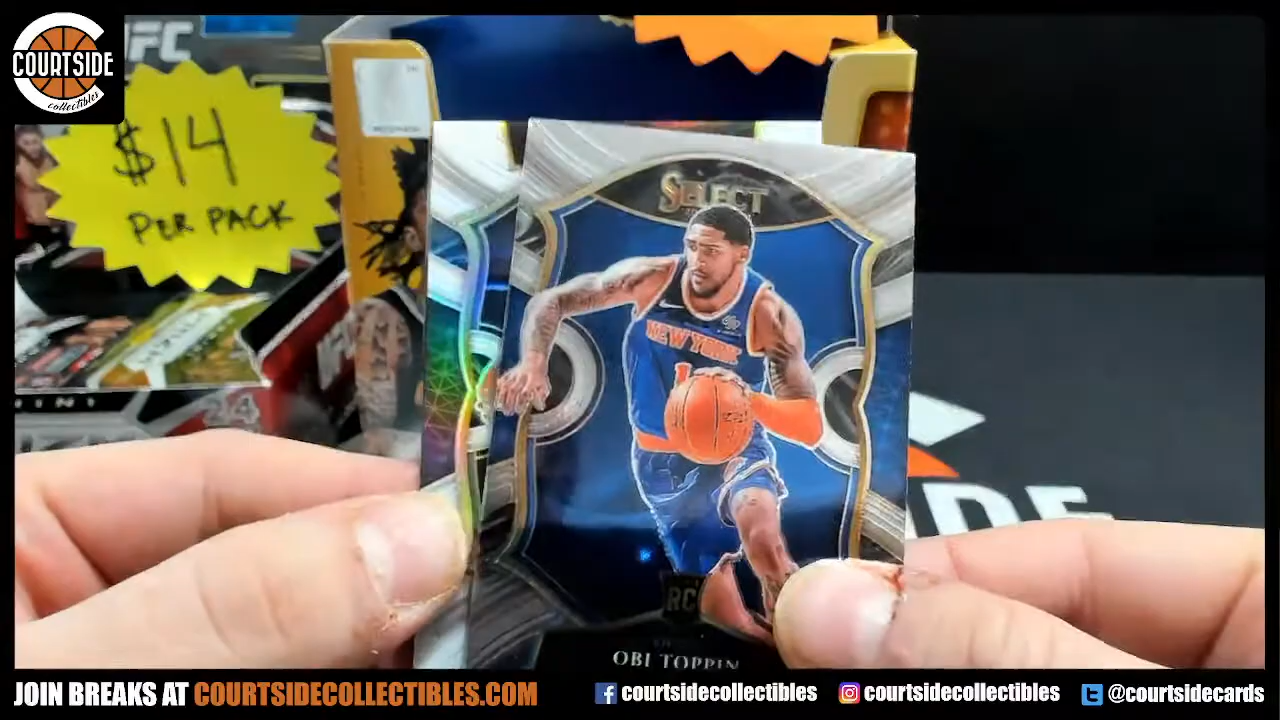 COURTSIDE
collectibles
UFC
$14
PER PACK
SELECT
NEW YORK
1
RC
OBI TOPPIN
JOIN BREAKS AT COURTSIDECOLLECTIBLES.COM
courtsidecollectibles
courtsidecollectibles
@courtsidecards